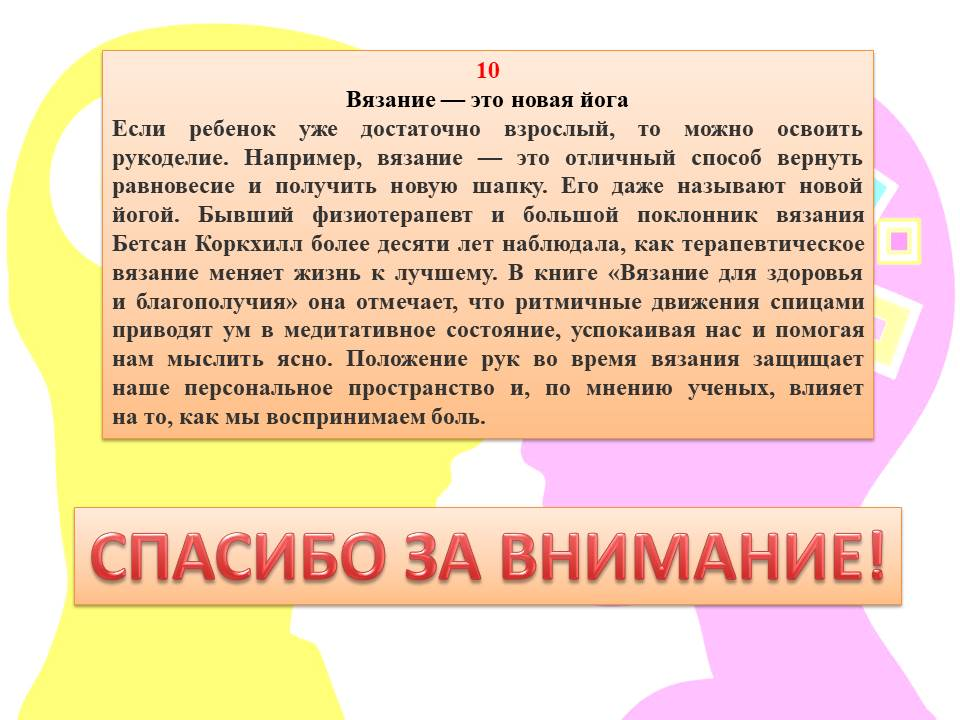 10
Вязание — это новая йога
Если ребенок уже достаточно взрослый, то можно освоить
рукоделие. Например, вязание — это отличный способ вернуть
равновесие и получить новую шапку. Его даже называют новой
йогой. Бывший физиотерапевт и большой поклонник вязания
Бетсан Коркхилл более десяти лет наблюдала, как терапевтическое
вязание меняет жизнь к лучшему. В книге «Вязание для здоровья
и благополучия» она отмечает, что ритмичные движения спицами
приводят ум в медитативное состояние, успокаивая нас и помогая
нам мыслить ясно. Положение рук во время вязания защищает
наше персональное пространство и, по мнению ученых, влияет
на то, как мы воспринимаем боль.
СПАСИБО ЗА ВНИМАНИЕ!